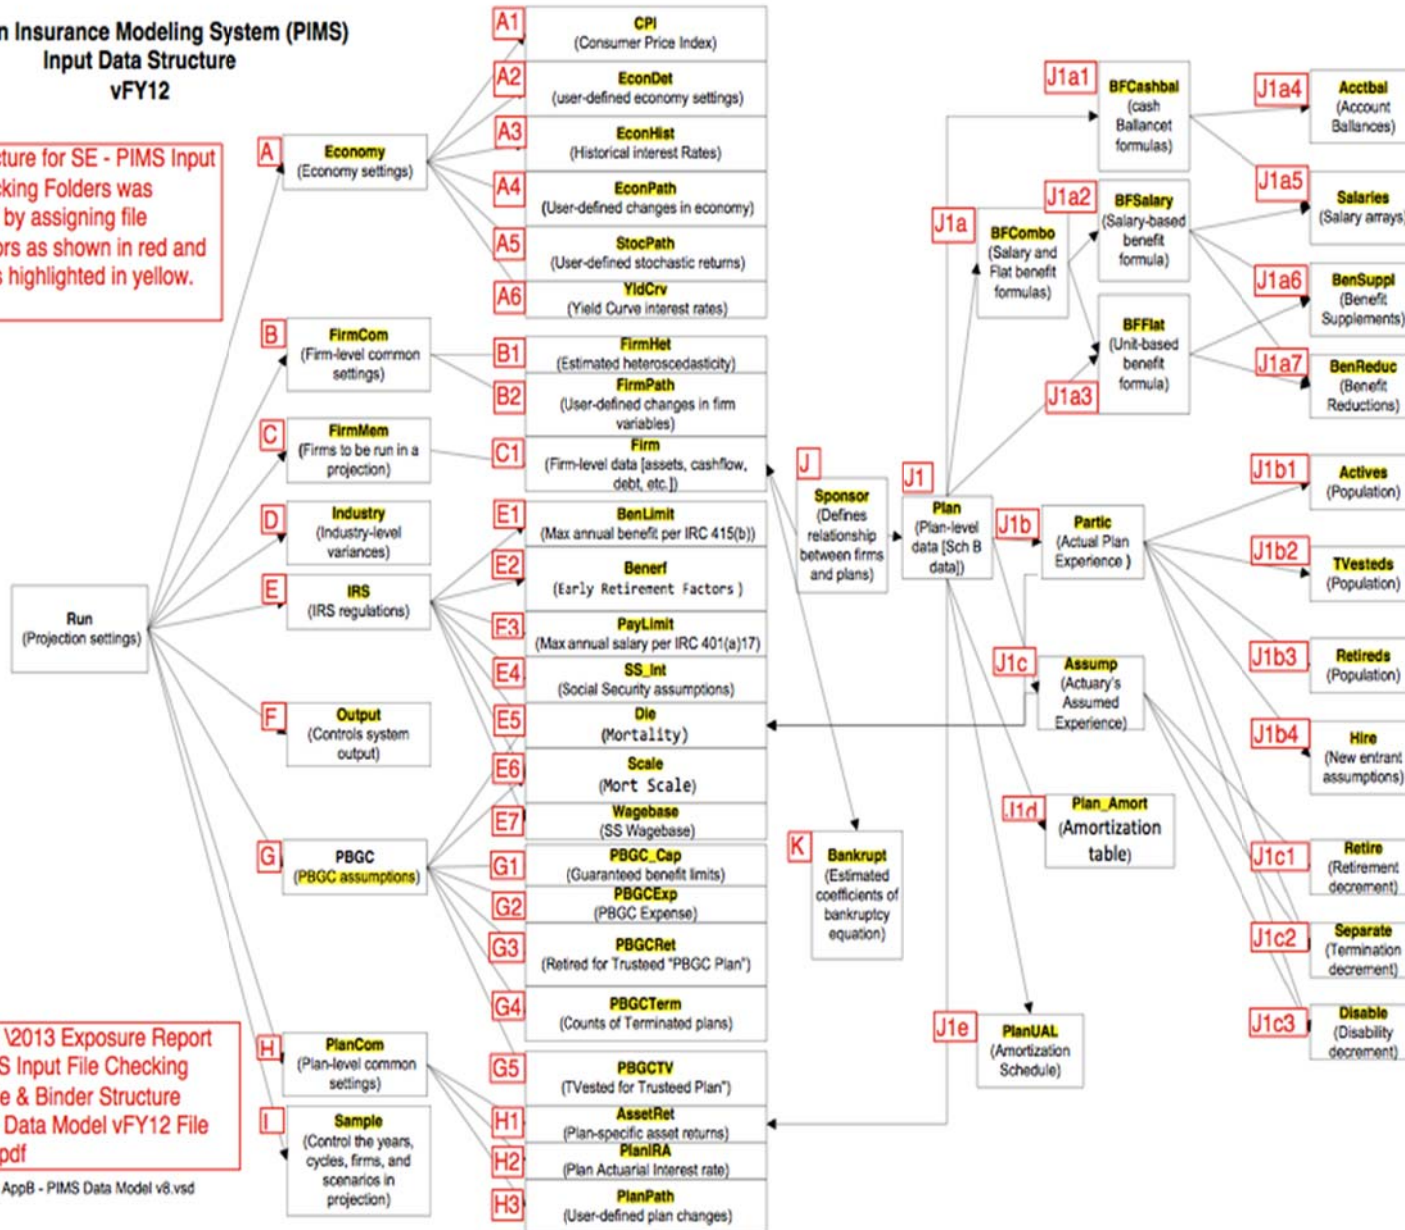 n Insurance Modeling System (PIMS)
Input Data Structure
vFY12
cture for SE - PIMS Input
cking Folders was
by assigning file
ors as shown in red and
s highlighted in yellow.
Run
(Projection settings)
A
Economy
(Economy settings)
B
FirmCom
(Firm-level common
settings)
C
FirmMem
(Firms to be run in a
projection)
D
Industry
(Industry-level
variances)
E
IRS
(IRS regulations)
F
Output
(Controls system
output)
G
PBGC
(PBGC assumptions)
H
PlanCom
(Plan-level common
settings)
I
Sample
(Control the years,
cycles, firms, and
scenarios in
projection)
\2013 Exposure Report
S Input File Checking
e & Binder Structure
Data Model vFY12 File
pdf
AppB - PIMS Data Model v8.vsd
A1
CPI
(Consumer Price Index)
A2
EconDet
(user-defined economy settings)
A3
EconHist
(Historical interest Rates)
A4
EconPath
(User-defined changes in economy)
A5
StocPath
(User-defined stochastic returns)
A6
YldCrv
(Yield Curve interest rates)
B1
FirmHet
(Estimated heteroscedasticity)
B2
FirmPath
(User-defined changes in firm
variables)
C1
Firm
(Firm-level data [assets, cashflow,
debt, etc.])
E1
BenLimit
(Max annual benefit per IRC 415(b))
E2
Benerf
(Early Retirement Factors )
E3
PayLimit
(Max annual salary per IRC 401(a)17)
E4
SS_Int
(Social Security assumptions)
E5
Die
(Mortality)
E6
Scale
(Mort Scale)
E7
Wagebase
(SS Wagebase)
G1
PBGC_Cap
(Guaranteed benefit limits)
G2
PBGCExp
(PBGC Expense)
G3
PBGCRet
(Retired for Trusteed "PBGC Plan")
G4
PBGCTerm
(Counts of Terminated plans)
G5
PBGCTV
(TVested for Trusteed Plan")
H1
AssetRet
(Plan-specific asset returns)
H2
PlanIRA
(Plan Actuarial Interest rate)
H3
PlanPath
(User-defined plan changes)
J
Sponsor
(Defines
relationship
between firms
and plans)
K
Bankrupt
(Estimated
coefficients of
bankruptcy
equation)
J1
Plan
(Plan-level
data [Sch B
data])
J1a
BFCombo
(Salary and
Flat benefit
formulas)
J1a1
BFCashbal
(cash
Ballancet
formulas)
J1a2
BFSalary
(Salary-based
benefit
formula)
J1a3
BFFlat
(Unit-based
benefit
formula)
J1a4
Acctbal
(Account
Ballances)
J1a5
Salaries
(Salary arrays)
J1a6
BenSuppl
(Benefit
Supplements)
J1a7
BenReduc
(Benefit
Reductions)
J1b
Partic
(Actual Plan
Experience )
J1b1
Actives
(Population)
J1b2
TVesteds
(Population)
J1b3
Retireds
(Population)
J1b4
Hire
(New entrant
assumptions)
J1c
Assump
(Actuary's
Assumed
Experience)
J1c1
Retire
(Retirement
decrement)
J1c2
Separate
(Termination
decrement)
J1c3
Disable
(Disability
decrement)
J1d
Plan_Amort
(Amortization
table)
J1e
PlanUAL
(Amortization
Schedule)